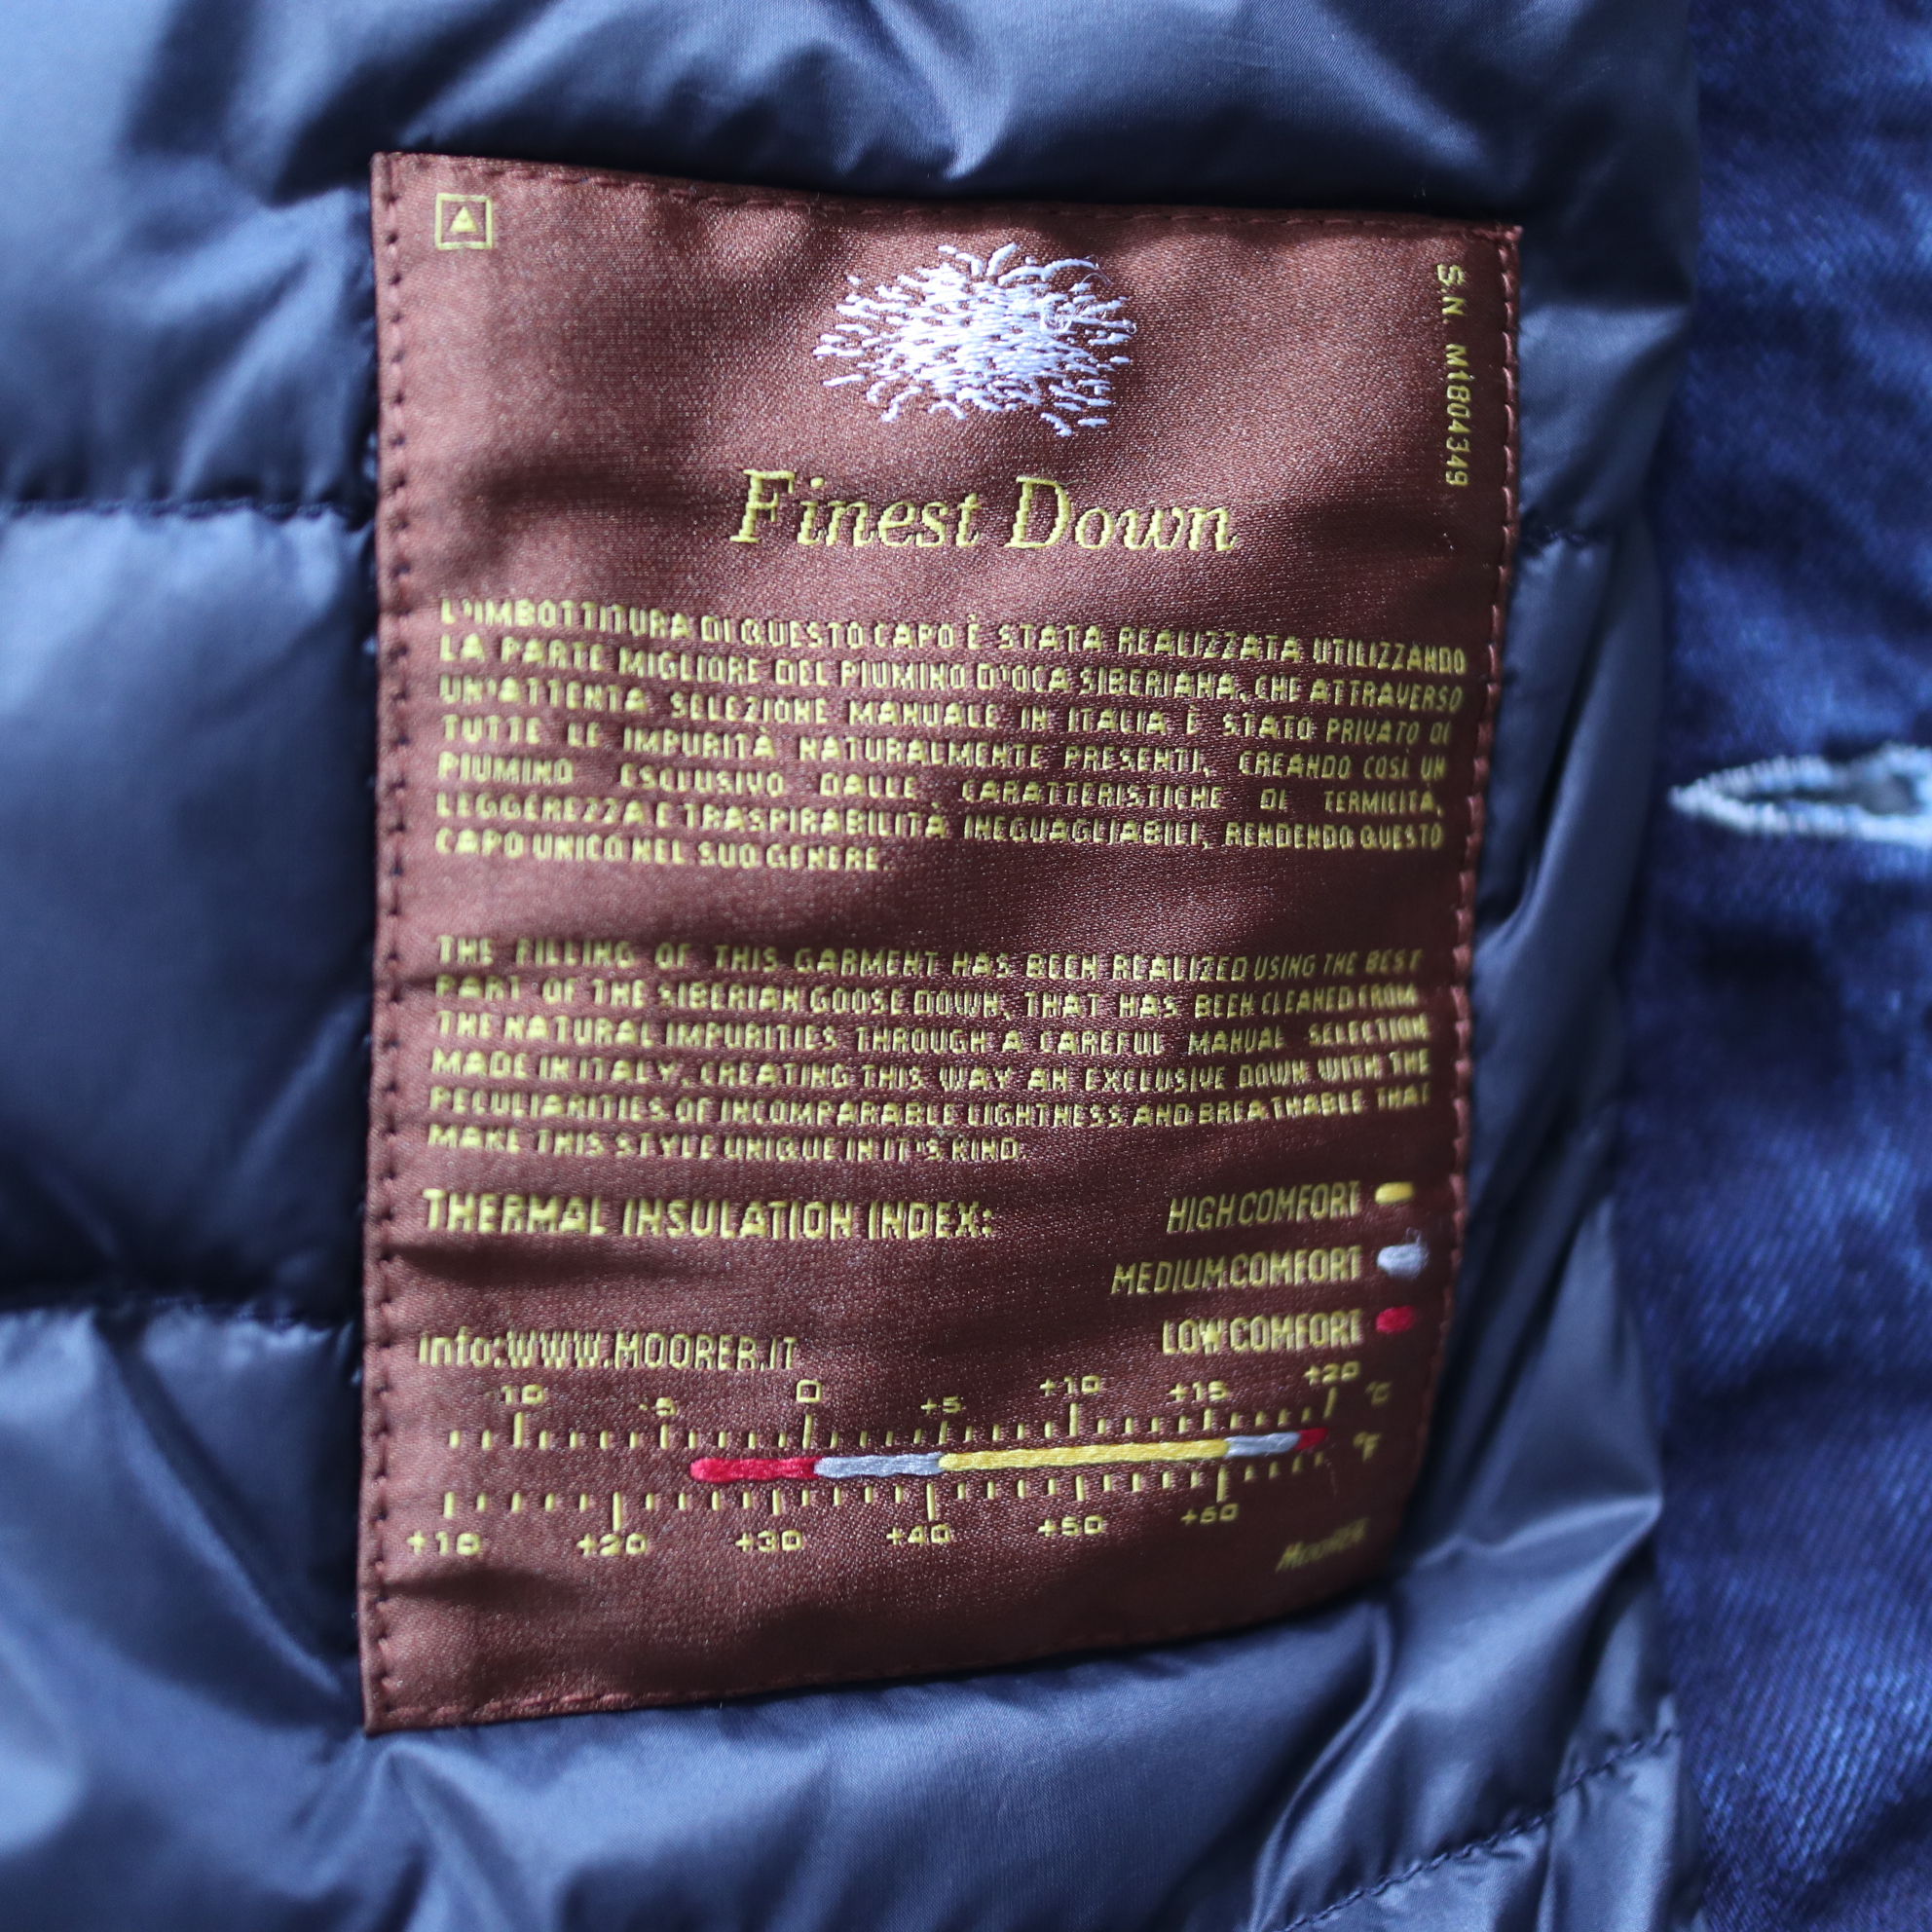 S.N. M1804349
Finest Down
L'IMBOTTITURA DI QUESTO CAPO È STATA REALIZZATA UTILIZZANDO
LA PARTE MIGLIORE DEL PIUMINO D'OCA SIBERIANA, CHE ATTRAVERSO
UN'ATTENTA SELEZIONE MANUALE IN ITALIA È STATO PRIVATO DI
TUTTE LE IMPURITÀ NATURALMENTE PRESENTI, CREANDO COSÌ UN
PIUMINO ESCLUSIVO DALLE CARATTERISTICHE DI TERMICITÀ,
LEGGEREZZA E TRASPIRABILITÀ INEGUAGLIABILI, RENDENDO QUESTO
CAPO UNICO NEL SUO GENERE.
THE FILLING OF THIS GARMENT HAS BEEN REALIZED USING THE BEST
PART OF THE SIBERIAN GOOSE DOWN, THAT HAS BEEN CLEANED FROM
THE NATURAL IMPURITIES THROUGH A CAREFUL MANUAL SELECTION
MADE IN ITALY, CREATING THIS WAY AN EXCLUSIVE DOWN WITH THE
PECULIARITIES OF INCOMPARABLE LIGHTNESS AND BREATHABLE THAT
MAKE THIS STYLE UNIQUE IN IT'S KIND.
THERMAL INSULATION INDEX:
HIGH COMFORT
MEDIUM COMFORT
LOW COMFORT
info:WWW.MOORER.IT
-10 -5 0 +5 +10 +15 +20 °C
°F
+10 +20 +30 +40 +50 +60
MOORER